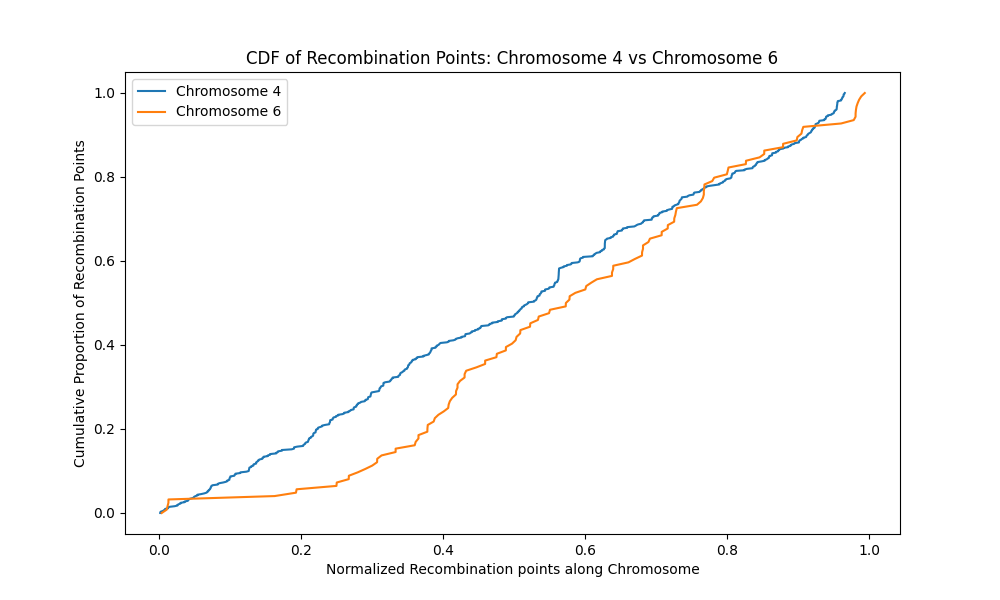 CDF of Recombination Points: Chromosome 4 vs Chromosome 6
Chromosome 4
Chromosome 6
Cumulative Proportion of Recombination Points
1.0
0.8
0.6
0.4
0.2
0.0
0.0 0.2 0.4 0.6 0.8 1.0
Normalized Recombination points along Chromosome